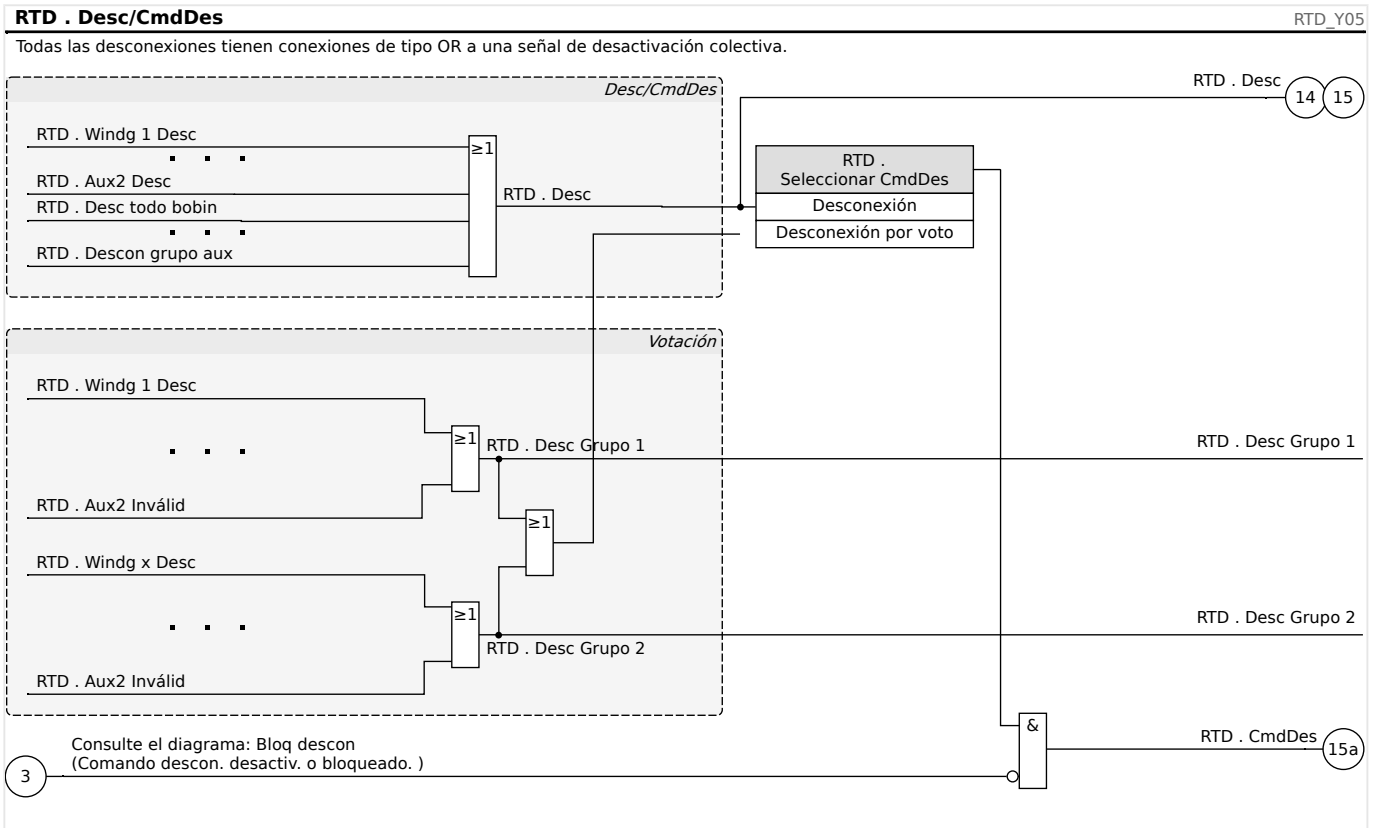 RTD . Desc/CmdDes
RTD_Y05
Todas las desconexiones tienen conexiones de tipo OR a una señal de desactivación colectiva.
Desc/CmdDes
RTD . Desc
14
15
RTD . Windg 1 Desc
≥1
RTD . Aux2 Desc
RTD . Desc todo bobin
RTD . Descon grupo aux
RTD . Desc
RTD .
Seleccionar CmdDes
Desconexión
Desconexión por voto
Votación
RTD . Windg 1 Desc
≥1
RTD . Desc Grupo 1
RTD . Desc Grupo 1
RTD . Aux2 Inválid
≥1
RTD . Windg x Desc
≥1
RTD . Desc Grupo 2
RTD . Desc Grupo 2
RTD . Aux2 Inválid
&
RTD . CmdDes
15a
Consulte el diagrama: Bloq descon
(Comando descon. desactiv. o bloqueado. )
3